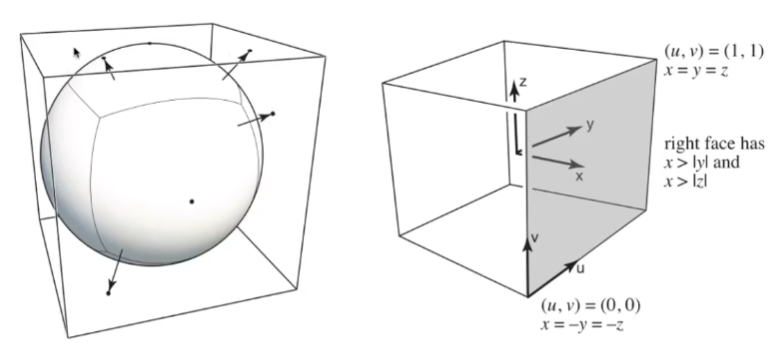 (u, v) = (1, 1)
x = y = z
z
y
x
right face has
x > |y| and
x > |z|
v
u
(u, v) = (0, 0)
x = −y = −z